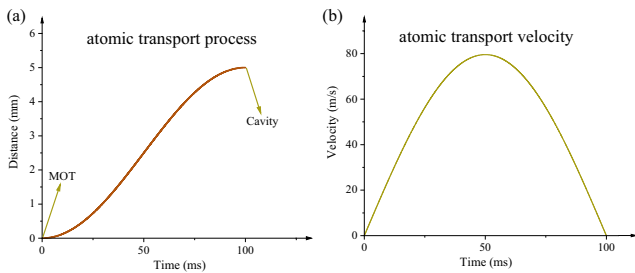 (a)
atomic transport process
6
5
4
3
2
1
0
Distance (mm)
MOT
Cavity
0
50
100
Time (ms)
(b)
atomic transport velocity
80
60
40
20
0
Velocity (m/s)
0
50
100
Time (ms)